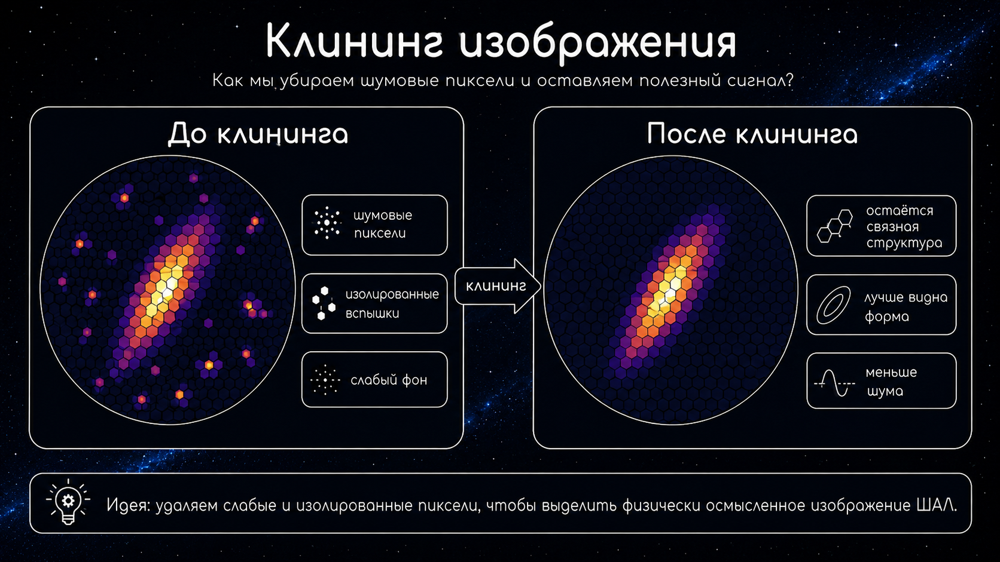 Клининг изображения
Как мы убираем шумовые пиксели и оставляем полезный сигнал?
До клининга
шумовые
пиксели
изолированные
вспышки
слабый фон
клининг
После клининга
остаётся
связная
структура
лучше видна
форма
меньше
шума
Идея: удаляем слабые и изолированные пиксели, чтобы выделить физически осмысленное изображение ШАЛ.